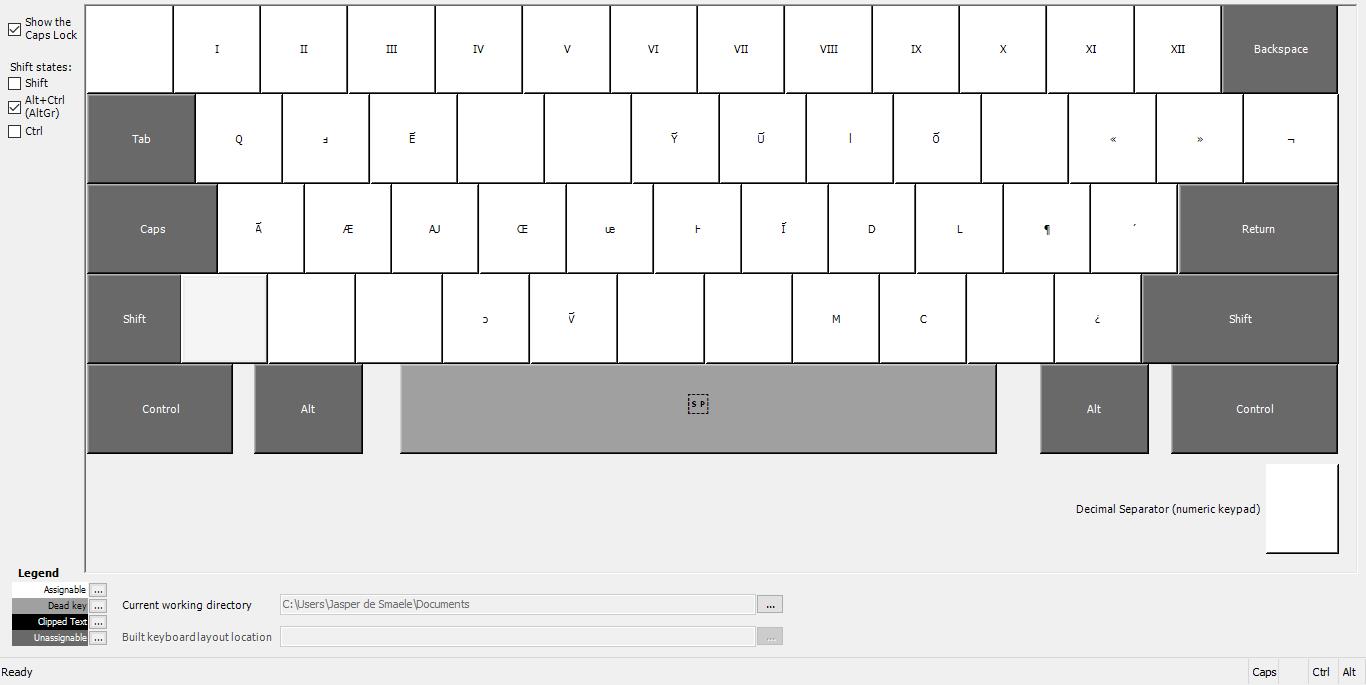 Show the
Caps Lock
Shift states:
Shift
Alt+Ctrl
(AltGr)
Ctrl
I II III IV V VI VII VIII IX X XI XII Backspace
Tab Q ⅎ Ẽ̆ Y̆̃ Ŭ̃ Ŏ̃ « » ¬
Caps Ẵ Æ Œ Ⱶ Ĭ̃ D L ¶ ´
Shift ɔ V̆̃ M C ¿ Shift
Return
Control Alt SP Alt Control
Decimal Separator (numeric keypad)
Legend
Assignable ...
Dead key ...
Clipped Text ...
Unassignable ...
Current working directory C:\Users\Jasper de Smaele\Documents ...
Built keyboard layout location ...
Ready Caps Ctrl Alt